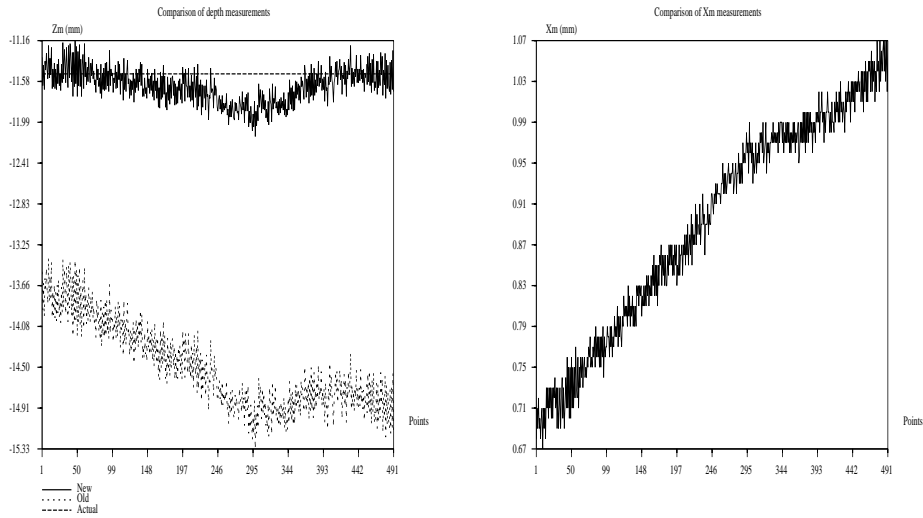 Comparison of depth measurements
Zm (mm)
-11.16
-11.58
-11.99
-12.41
-12.83
-13.25
-13.66
-14.08
-14.50
-14.91
-15.33
Points
1 50 99 148 197 246 295 344 393 442 491
New
Old
Actual
Comparison of Xm measurements
Xm (mm)
1.07
1.03
0.99
0.95
0.91
0.87
0.83
0.79
0.75
0.71
0.67
Points
1 50 99 148 197 246 295 344 393 442 491